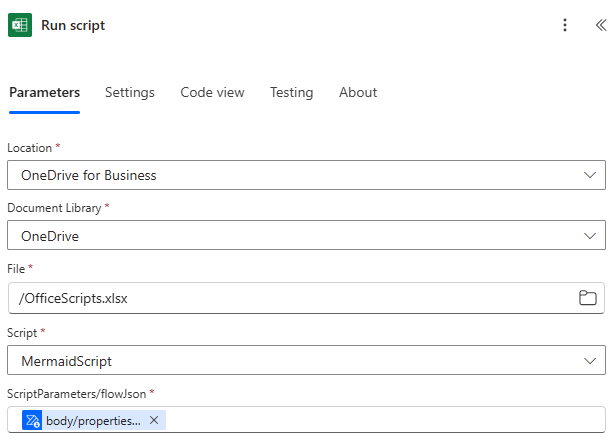 Run script
Parameters Settings Code view Testing About
Location *
OneDrive for Business
Document Library *
OneDrive
File *
/OfficeScripts.xlsx
Script *
MermaidScript
ScriptParameters/flowJson *
body/properties...